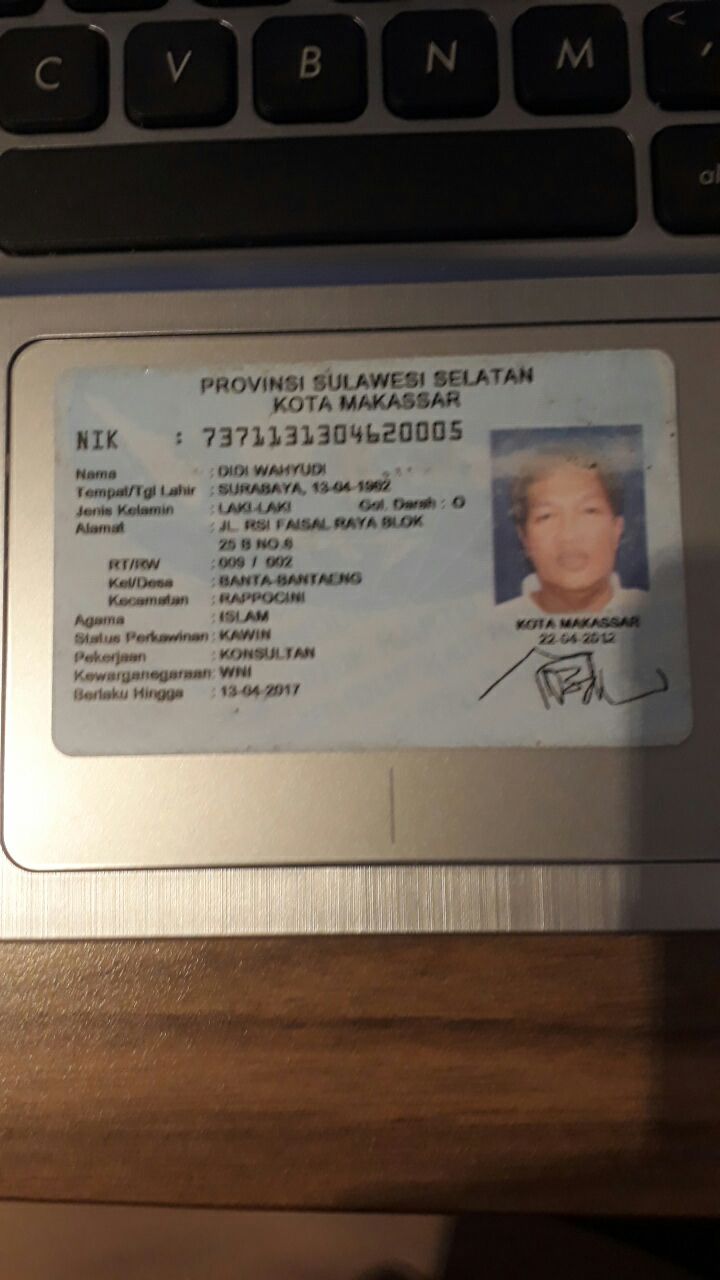 C V B N M <
PROVINSI SULAWESI SELATAN
KOTA MAKASSAR
NIK : 7371131304620005
Nama : DIDI WAHYUDI
Tempat/Tgl Lahir : SURABAYA, 13-04-1962
Jenis Kelamin : LAKI-LAKI Gol. Darah : O
Alamat : JL. RSI FAISAL RAYA BLOK
25 B NO.6
RT/RW : 009 / 002
Kel/Desa : BANTA-BANTAENG
Kecamatan : RAPPOCINI
Agama : ISLAM
Status Perkawinan : KAWIN
Pekerjaan : KONSULTAN
Kewarganegaraan: WNI
Berlaku Hingga : 13-04-2017
KOTA MAKASSAR
22-04-2012